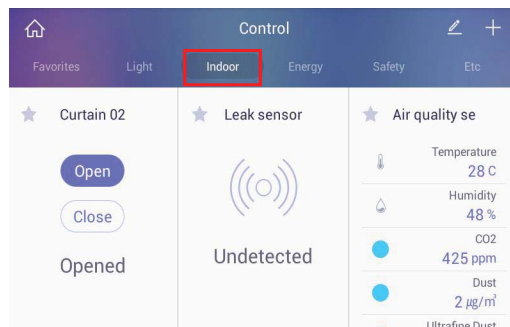 Control
Favorites Light Indoor Energy Safety Etc
Curtain 02
Open
Close
Opened
Leak sensor
Undetected
Air quality se
Temperature
28 C
Humidity
48 %
CO2
425 ppm
Dust
2 μg/m³
Ultrafine Dust